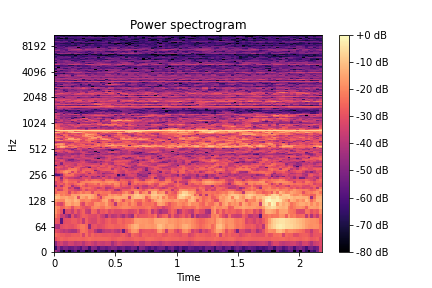 Power spectrogram
8192
4096
2048
1024
512
256
128
64
0
Hz
0
0.5
1
1.5
2
Time
+0 dB
-10 dB
-20 dB
-30 dB
-40 dB
-50 dB
-60 dB
-70 dB
-80 dB